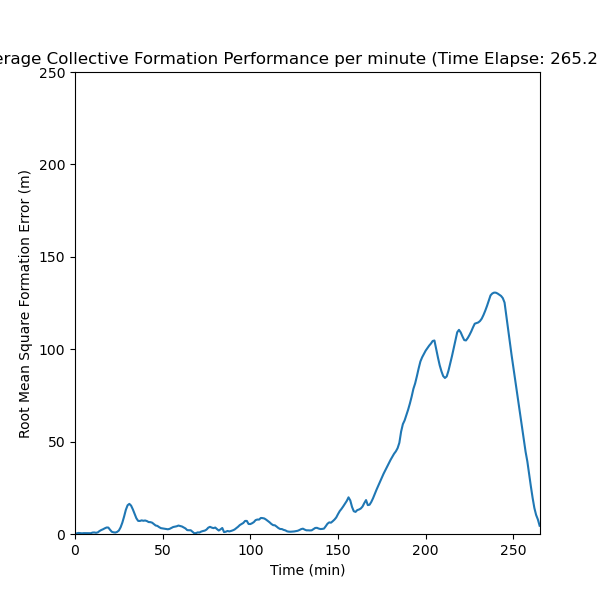 erage Collective Formation Performance per minute (Time Elapse: 265.2
250
200
150
100
50
0
Root Mean Square Formation Error (m)
0 50 100 150 200 250
Time (min)